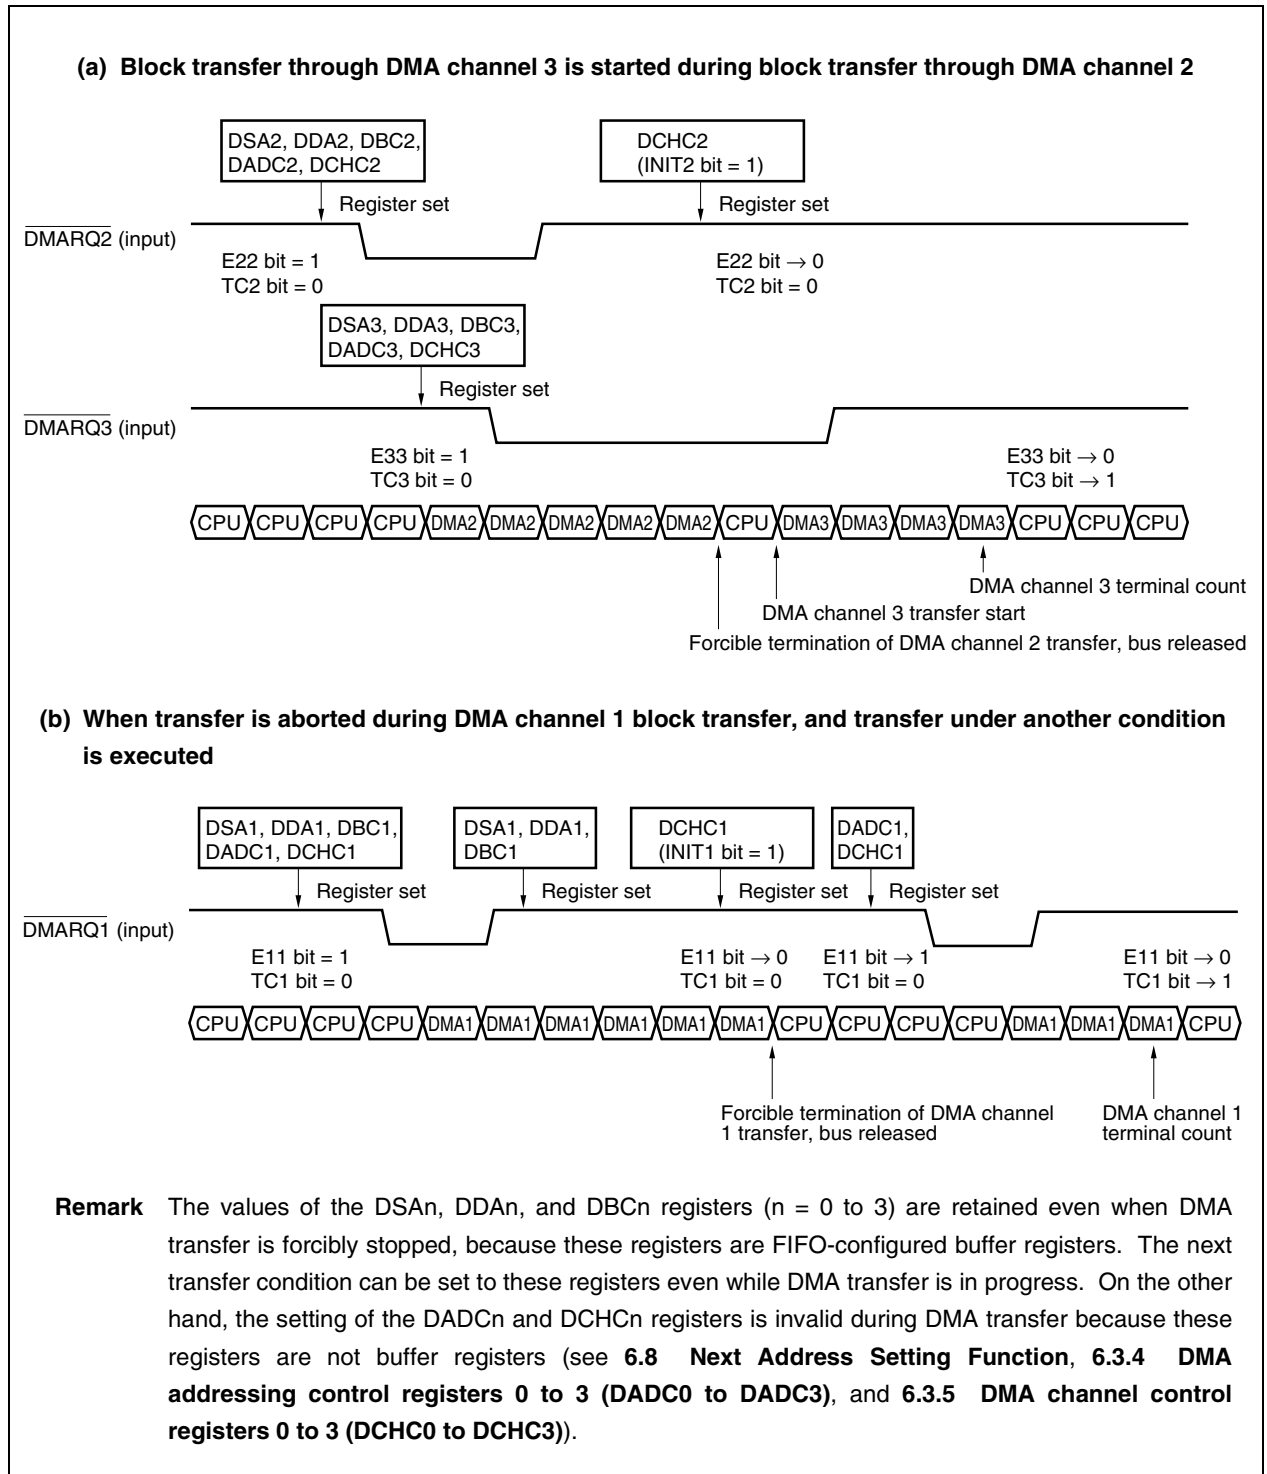 (a) Block transfer through DMA channel 3 is started during block transfer through DMA channel 2
DSA2, DDA2, DBC2,
DADC2, DCHC2
DCHC2
(INIT2 bit = 1)
Register set
Register set
DMARQ2 (input)
E22 bit = 1
TC2 bit = 0
E22 bit → 0
TC2 bit = 0
DSA3, DDA3, DBC3,
DADC3, DCHC3
Register set
DMARQ3 (input)
E33 bit = 1
TC3 bit = 0
E33 bit → 0
TC3 bit → 1
CPU CPU CPU CPU DMA2 DMA2 DMA2 DMA2 DMA2 CPU DMA3 DMA3 DMA3 DMA3 CPU CPU CPU
DMA channel 3 terminal count
DMA channel 3 transfer start
Forcible termination of DMA channel 2 transfer, bus released
(b) When transfer is aborted during DMA channel 1 block transfer, and transfer under another condition
is executed
DSA1, DDA1, DBC1,
DADC1, DCHC1
DSA1, DDA1,
DBC1
DCHC1
(INIT1 bit = 1)
DADC1,
DCHC1
Register set
Register set
Register set
Register set
DMARQ1 (input)
E11 bit = 1
TC1 bit = 0
E11 bit → 0
TC1 bit = 0
E11 bit → 1
TC1 bit = 0
E11 bit → 0
TC1 bit → 1
CPU CPU CPU CPU DMA1 DMA1 DMA1 DMA1 DMA1 DMA1 CPU CPU CPU CPU DMA1 DMA1 DMA1 CPU
Forcible termination of DMA channel
1 transfer, bus released
DMA channel 1
terminal count
Remark The values of the DSAn, DDAn, and DBCn registers (n = 0 to 3) are retained even when DMA
transfer is forcibly stopped, because these registers are FIFO-configured buffer registers. The next
transfer condition can be set to these registers even while DMA transfer is in progress. On the other
hand, the setting of the DADCn and DCHCn registers is invalid during DMA transfer because these
registers are not buffer registers (see 6.8 Next Address Setting Function, 6.3.4 DMA
addressing control registers 0 to 3 (DADC0 to DADC3), and 6.3.5 DMA channel control
registers 0 to 3 (DCHC0 to DCHC3)).